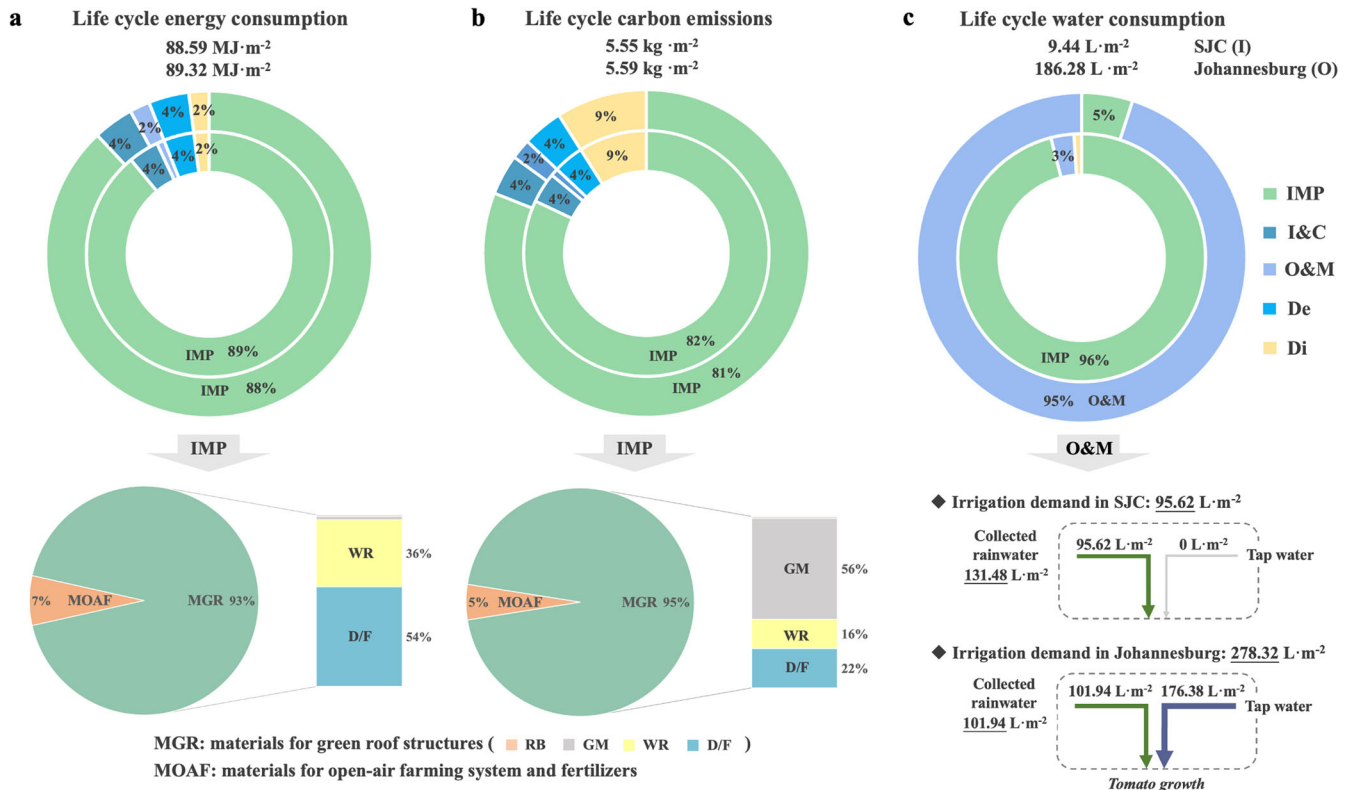 a Life cycle energy consumption
88.59 MJ·m-2
89.32 MJ·m-2
4%
2%
4%
2%
4%
4%
2%
IMP 89%
IMP 88%
IMP
7% MOAF
MGR 93%
WR 36%
D/F 54%
b Life cycle carbon emissions
5.55 kg ·m-2
5.59 kg ·m-2
9%
4%
2%
4%
9%
4%
4%
82%
IMP
81%
IMP
IMP
5% MOAF
MGR 95%
GM 56%
WR 16%
D/F 22%
c Life cycle water consumption
9.44 L·m-2 SJC (I)
186.28 L ·m-2 Johannesburg (O)
5%
3%
IMP 96%
95% O&M
IMP
I&C
O&M
De
Di
O&M
◆ Irrigation demand in SJC: 95.62 L·m-2
Collected
rainwater
131.48 L·m-2
95.62 L·m-2
0 L·m-2
Tap water
◆ Irrigation demand in Johannesburg: 278.32 L·m-2
Collected
rainwater
101.94 L·m-2
101.94 L·m-2
176.38 L·m-2
Tap water
Tomato growth
MGR: materials for green roof structures ( RB GM WR D/F )
MOAF: materials for open-air farming system and fertilizers